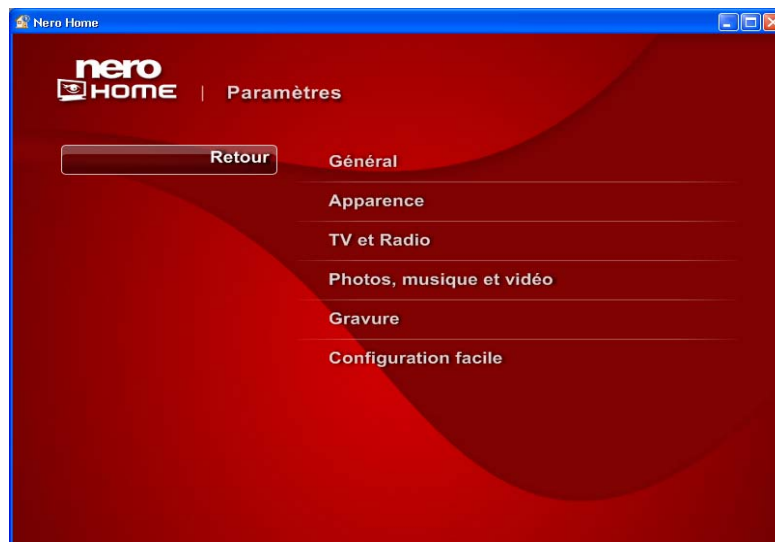 Nero Home
nero
HOME | Paramètres
Retour
Général
Apparence
TV et Radio
Photos, musique et vidéo
Gravure
Configuration facile